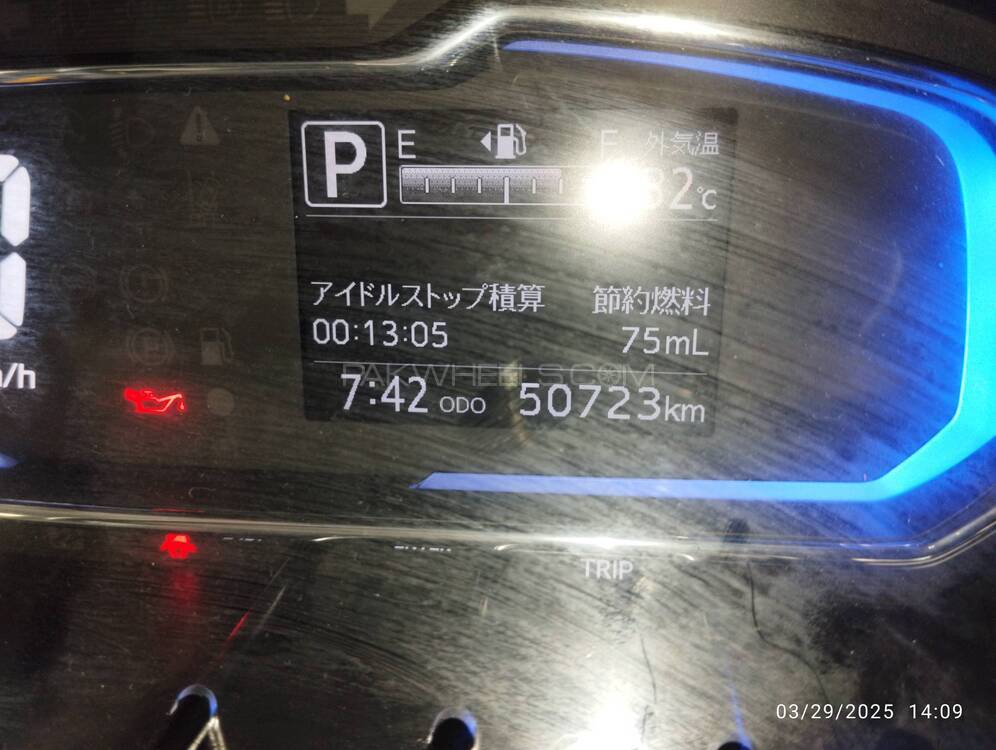 P E F 外気温
32℃
アイドルストップ積算 節約燃料
00:13:05 75mL
PAKWHEELS.COM
7:42 ODO 50723km
TRIP
03/29/2025 14:09